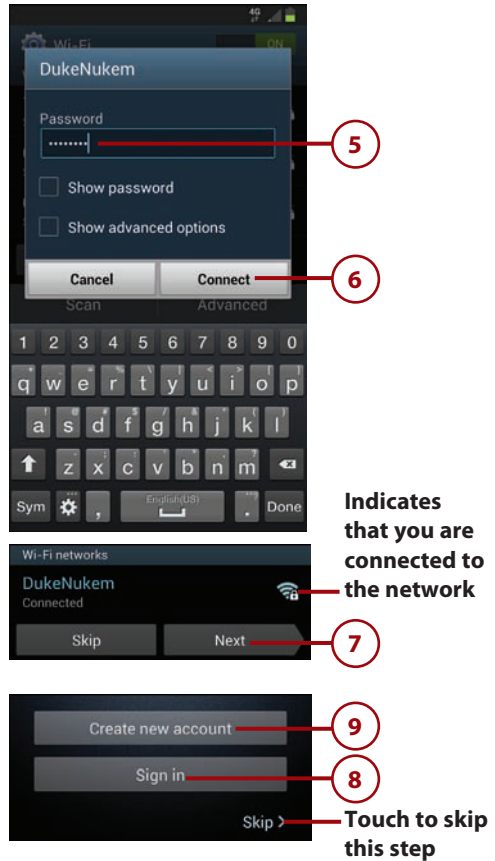 4G
Wi-Fi ON
DukeNukem
Password
••••••••
5
Show password
Show advanced options
Cancel Connect
6
Scan Advanced
1 2 3 4 5 6 7 8 9 0
q w e r t y u i o p
a s d f g h j k l
z x c v b n m
Sym , English(US) . Done
Indicates
that you are
connected to
the network
Wi-Fi networks
DukeNukem
Connected
Skip Next
7
Create new account
9
Sign in
8
Skip >
Touch to skip
this step